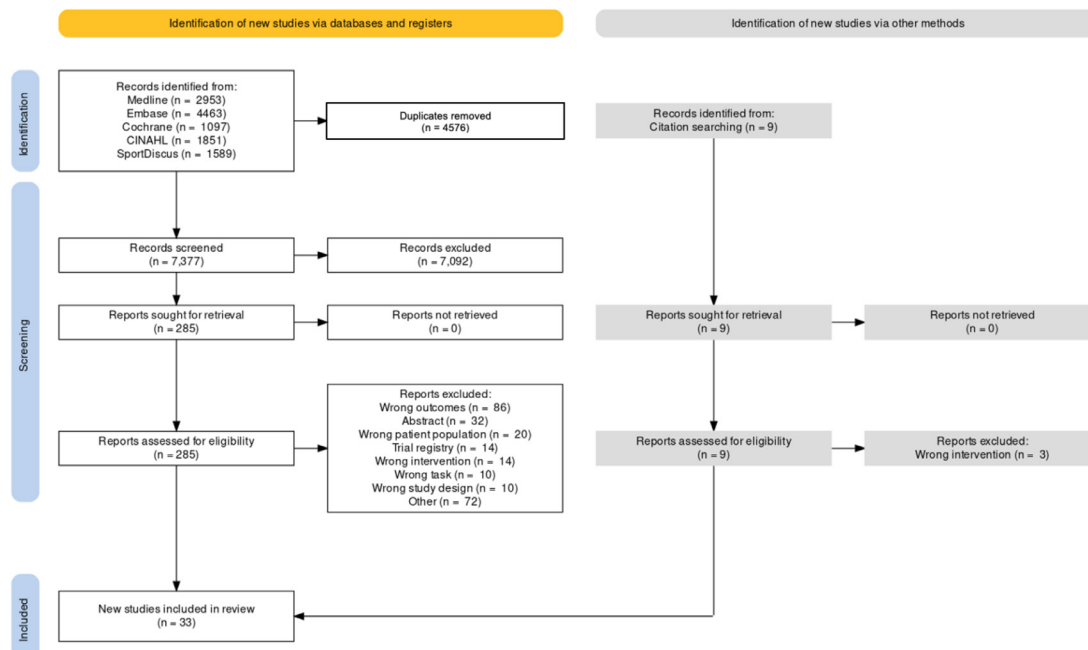 Identification of new studies via databases and registers
Identification of new studies via other methods
Identification
Records identified from:
Medline (n = 2953)
Embase (n = 4463)
Cochrane (n = 1097)
CINAHL (n = 1851)
SportDiscus (n = 1589)
Duplicates removed
(n = 4576)
Records identified from:
Citation searching (n = 9)
Screening
Records screened
(n = 7,377)
Records excluded
(n = 7,092)
Reports sought for retrieval
(n = 285)
Reports not retrieved
(n = 0)
Reports sought for retrieval
(n = 9)
Reports not retrieved
(n = 0)
Reports assessed for eligibility
(n = 285)
Reports excluded:
Wrong outcomes (n = 86)
Abstract (n = 32)
Wrong patient population (n = 20)
Trial registry (n = 14)
Wrong intervention (n = 14)
Wrong task (n = 10)
Wrong study design (n = 10)
Other (n = 72)
Reports assessed for eligibility
(n = 9)
Reports excluded:
Wrong intervention (n = 3)
Included
New studies included in review
(n = 33)